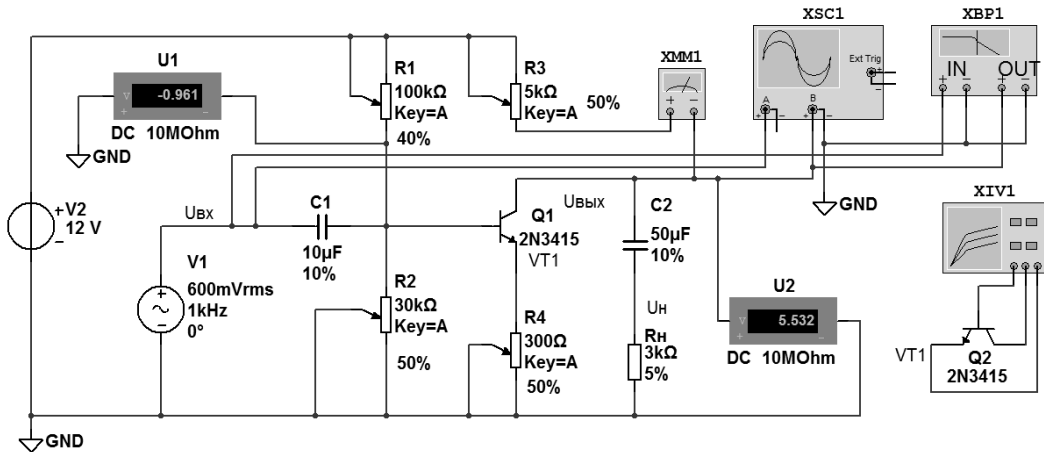 XSC1
XBP1
Ext Trig
+
−
A
B
+ − + −
IN OUT
+ − + −
XMM1
+ −
U1
V -0.961
+ −
DC 10MOhm
GND
R1
100kΩ
Key=A
40%
R3
5kΩ
Key=A
50%
V2
12 V
+
−
Uвх
C1
10µF
10%
V1
600mVrms
1kHz
0°
+
−
R2
30kΩ
Key=A
50%
Q1
2N3415
VT1
R4
300Ω
Key=A
50%
Uвых
C2
50µF
10%
Uн
Rн
3kΩ
5%
GND
U2
V 5.532
+ −
DC 10MOhm
XIV1
VT1
Q2
2N3415
GND